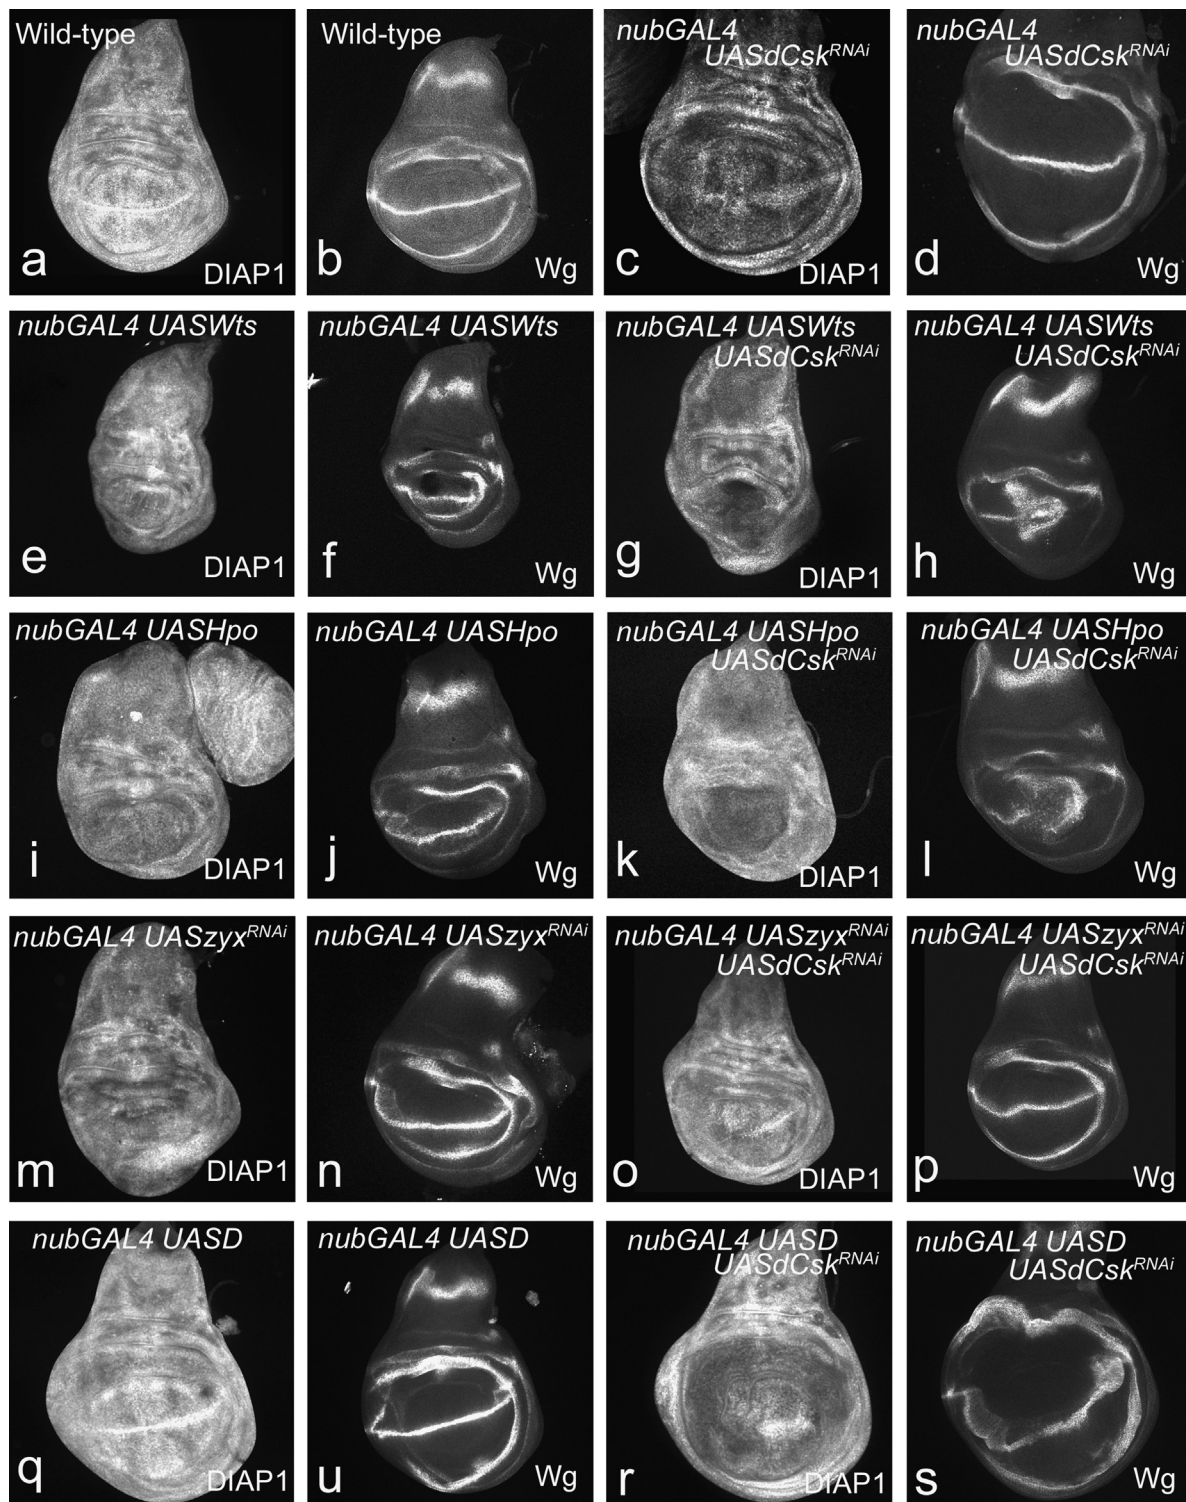 Wild-type
a
DIAP1
Wild-type
b
Wg
nubGAL4
UASdCsk^RNAi
c
DIAP1
nubGAL4
UASdCsk^RNAi
d
Wg
nubGAL4 UASWts
e
DIAP1
nubGAL4 UASWts
f
Wg
nubGAL4 UASWts
UASdCsk^RNAi
g
DIAP1
nubGAL4 UASWts
UASdCsk^RNAi
h
Wg
nubGAL4 UASHpo
i
DIAP1
nubGAL4 UASHpo
j
Wg
nubGAL4 UASHpo
UASdCsk^RNAi
k
DIAP1
nubGAL4 UASHpo
UASdCsk^RNAi
l
Wg
nubGAL4 UASzyx^RNAi
m
DIAP1
nubGAL4 UASzyx^RNAi
n
Wg
nubGAL4 UASzyx^RNAi
UASdCsk^RNAi
o
DIAP1
nubGAL4 UASzyx^RNAi
UASdCsk^RNAi
p
Wg
nubGAL4 UASD
q
DIAP1
nubGAL4 UASD
u
Wg
nubGAL4 UASD
UASdCsk^RNAi
r
DIAP1
nubGAL4 UASD
UASdCsk^RNAi
s
Wg